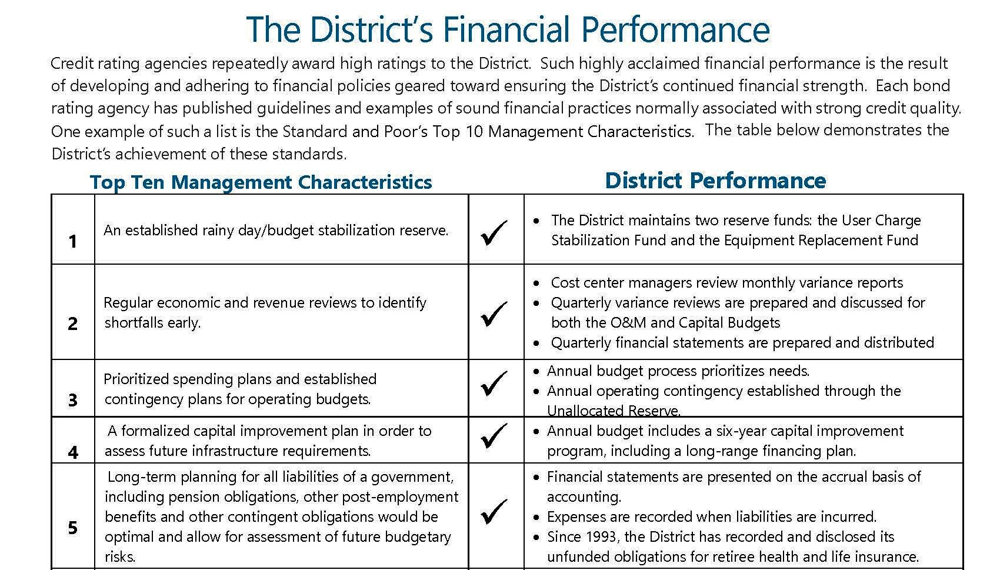 The District's Financial Performance
Credit rating agencies repeatedly award high ratings to the District. Such highly acclaimed financial performance is the result
of developing and adhering to financial policies geared toward ensuring the District's continued financial strength. Each bond
rating agency has published guidelines and examples of sound financial practices normally associated with strong credit quality.
One example of such a list is the Standard and Poor's Top 10 Management Characteristics. The table below demonstrates the
District's achievement of these standards.
Top Ten Management Characteristics
District Performance
1
An established rainy day/budget stabilization reserve.
✓
• The District maintains two reserve funds: the User Charge
Stabilization Fund and the Equipment Replacement Fund
2
Regular economic and revenue reviews to identify
shortfalls early.
✓
• Cost center managers review monthly variance reports
• Quarterly variance reviews are prepared and discussed for
both the O&M and Capital Budgets
• Quarterly financial statements are prepared and distributed
3
Prioritized spending plans and established
contingency plans for operating budgets.
✓
• Annual budget process prioritizes needs.
• Annual operating contingency established through the
Unallocated Reserve.
4
A formalized capital improvement plan in order to
assess future infrastructure requirements.
✓
• Annual budget includes a six-year capital improvement
program, including a long-range financing plan.
5
Long-term planning for all liabilities of a government,
including pension obligations, other post-employment
benefits and other contingent obligations would be
optimal and allow for assessment of future budgetary
risks.
✓
• Financial statements are presented on the accrual basis of
accounting.
• Expenses are recorded when liabilities are incurred.
• Since 1993, the District has recorded and disclosed its
unfunded obligations for retiree health and life insurance.